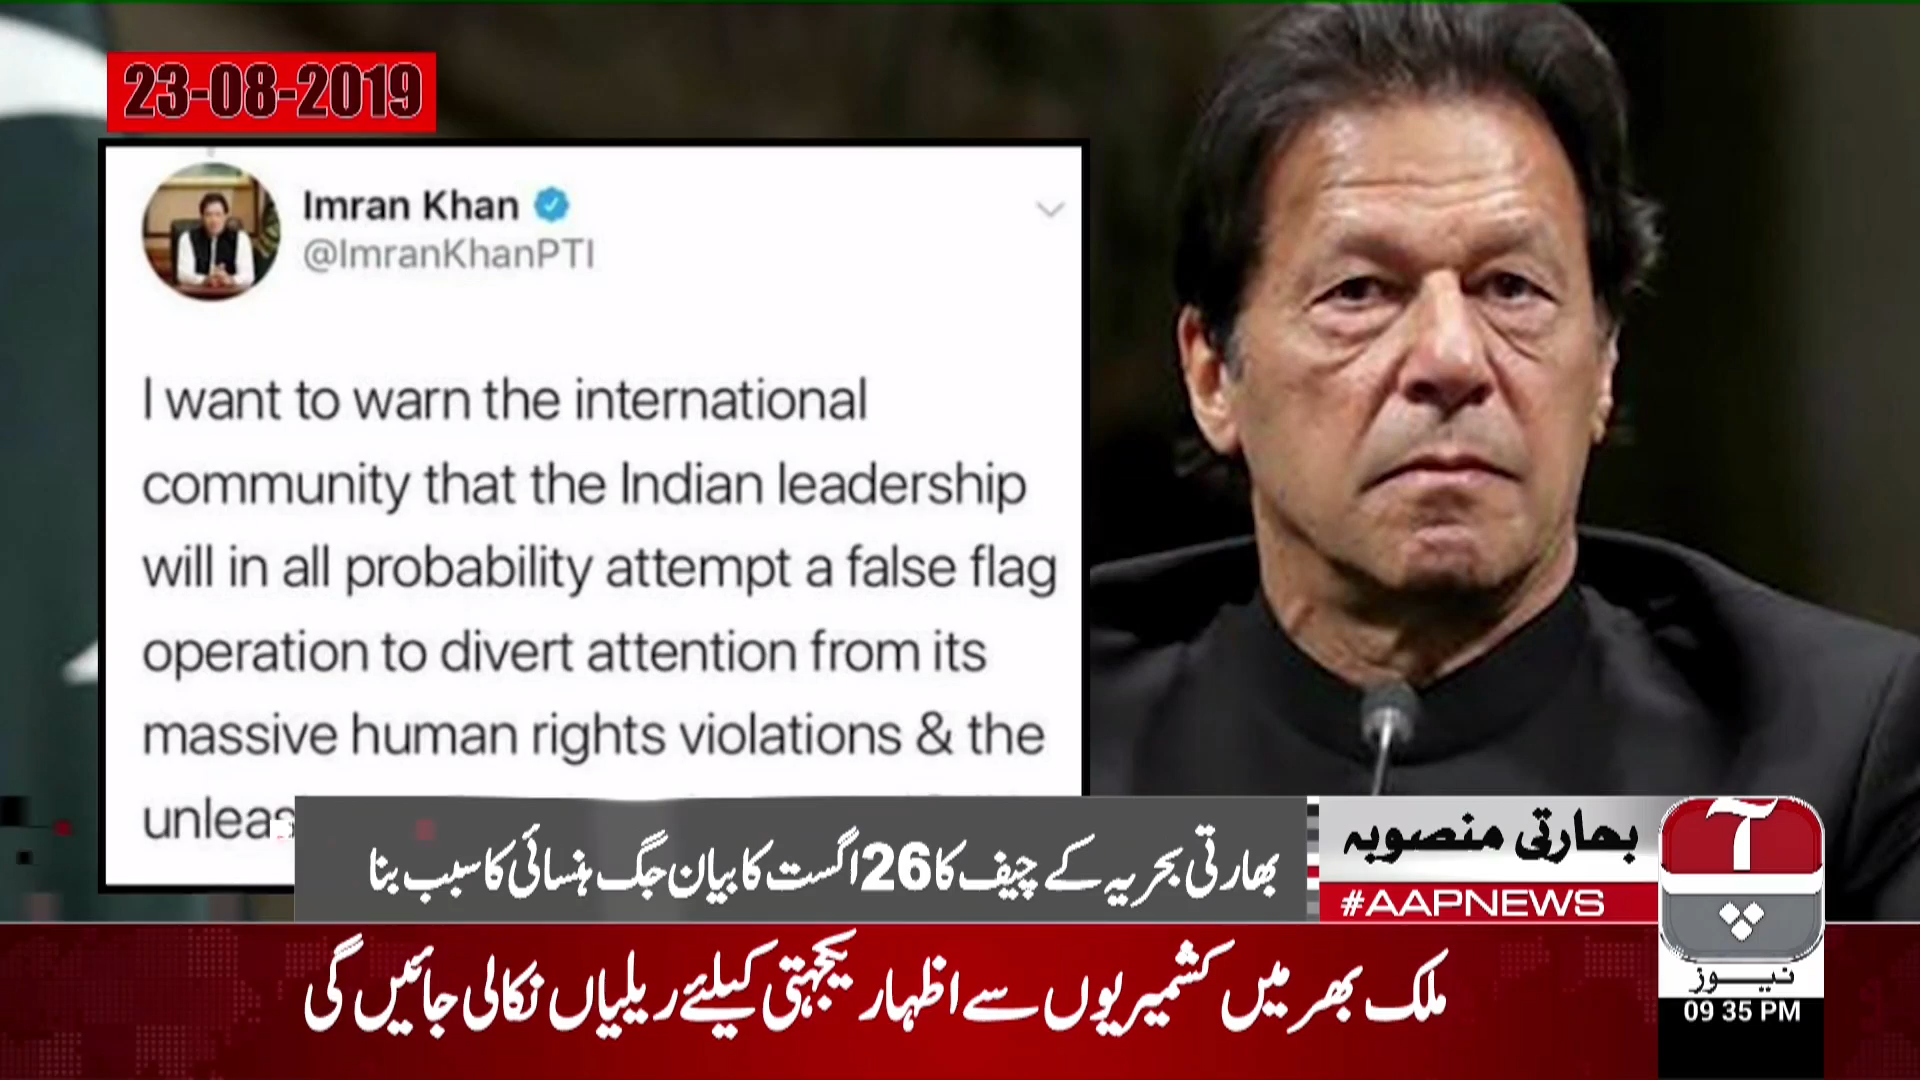 23-08-2019
Imran Khan
@ImranKhanPTI
I want to warn the international
community that the Indian leadership
will in all probability attempt a false flag
operation to divert attention from its
massive human rights violations & the
بھارتی بحریہ کے چیف کا 26 اگست کا بیان جگ ہنسائی کا سبب بنا
بھارتی منصوبہ
#AAPNEWS
آپ
نیوز
09 35 PM
ملک بھر میں کشمیریوں سے اظہار یکجہتی کیلئے ریلیاں نکالی جائیں گی